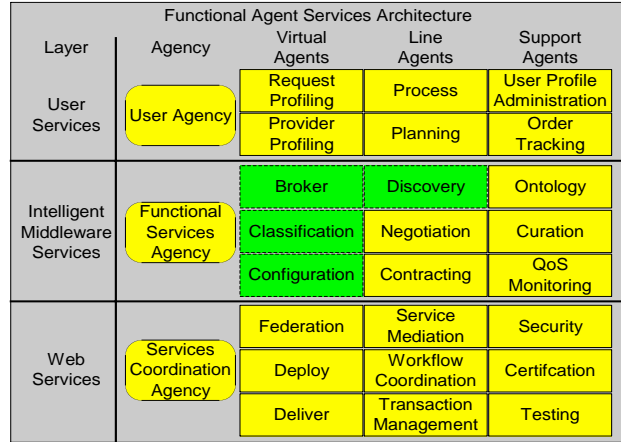 Functional Agent Services Architecture
Layer
Agency
Virtual
Agents
Line
Agents
Support
Agents
User
Services
User Agency
Request
Profiling
Process
User Profile
Administration
Provider
Profiling
Planning
Order
Tracking
Intelligent
Middleware
Services
Functional
Services
Agency
Broker
Discovery
Ontology
Classification
Negotiation
Curation
Configuration
Contracting
QoS
Monitoring
Web
Services
Services
Coordination
Agency
Federation
Service
Mediation
Security
Deploy
Workflow
Coordination
Certifcation
Deliver
Transaction
Management
Testing